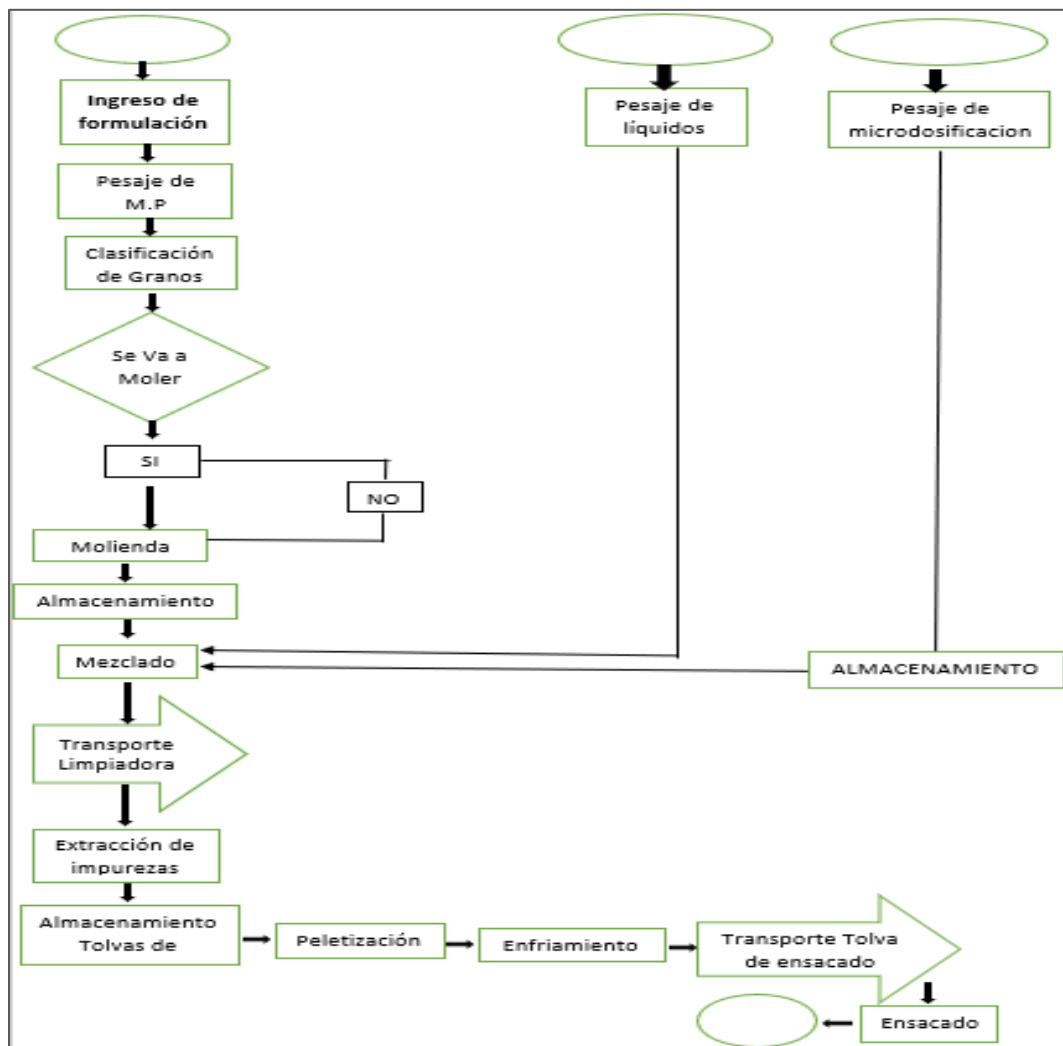 Ingreso de
formulación
Pesaje de
líquidos
Pesaje de
microdosificacion
Pesaje de
M.P
Clasificación
de Granos
Se Va a
Moler
SI
NO
Molienda
Almacenamiento
Mezclado
ALMACENAMIENTO
Transporte
Limpiadora
Extracción de
impurezas
Almacenamiento
Tolvas de
Peletización
Enfriamiento
Transporte Tolva
de ensacado
Ensacado